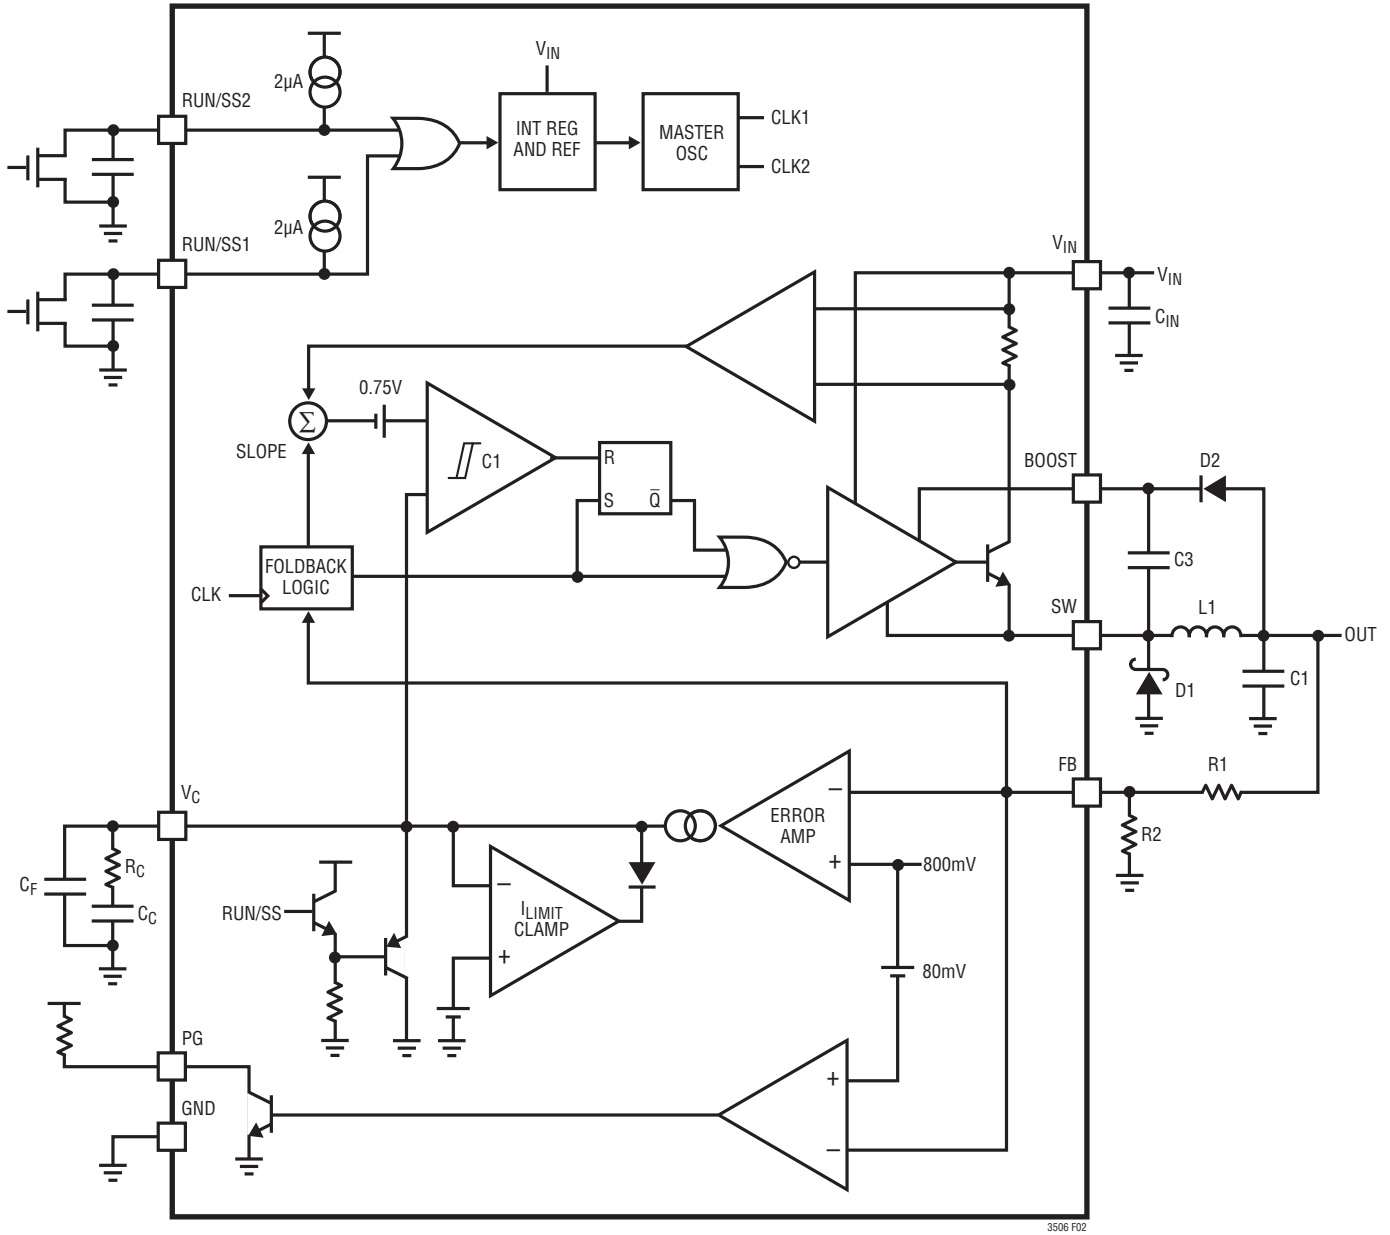 RUN/SS2
2µA
V_IN
INT REG
AND REF
MASTER
OSC
CLK1
CLK2
RUN/SS1
2µA
V_IN
V_IN
C_IN
0.75V
Σ
SLOPE
C1
R
S
Q̅
BOOST
D2
C3
FOLDBACK
LOGIC
CLK
SW
L1
OUT
D1
C1
FB
R1
R2
V_C
C_F
R_C
C_C
ERROR
AMP
−
+
800mV
80mV
RUN/SS
I_LIMIT
CLAMP
−
+
PG
GND
+
−
3506 F02